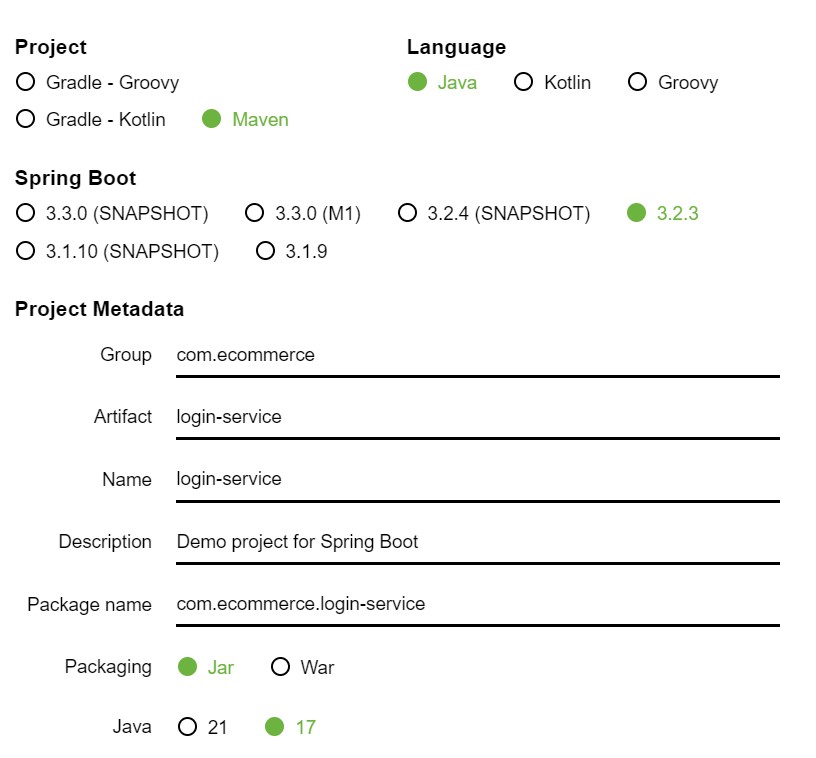 Project
Language
Gradle - Groovy
Java Kotlin Groovy
Gradle - Kotlin Maven
Spring Boot
3.3.0 (SNAPSHOT) 3.3.0 (M1) 3.2.4 (SNAPSHOT) 3.2.3
3.1.10 (SNAPSHOT) 3.1.9
Project Metadata
Group com.ecommerce
Artifact login-service
Name login-service
Description Demo project for Spring Boot
Package name com.ecommerce.login-service
Packaging Jar War
Java 21 17